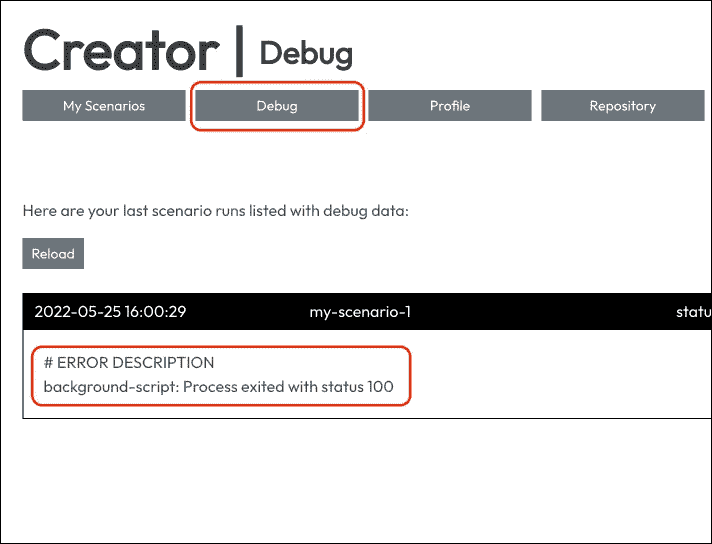 Creator | Debug
My Scenarios Debug Profile Repository
Here are your last scenario runs listed with debug data:
Reload
2022-05-25 16:00:29 my-scenario-1 statu
# ERROR DESCRIPTION
background-script: Process exited with status 100